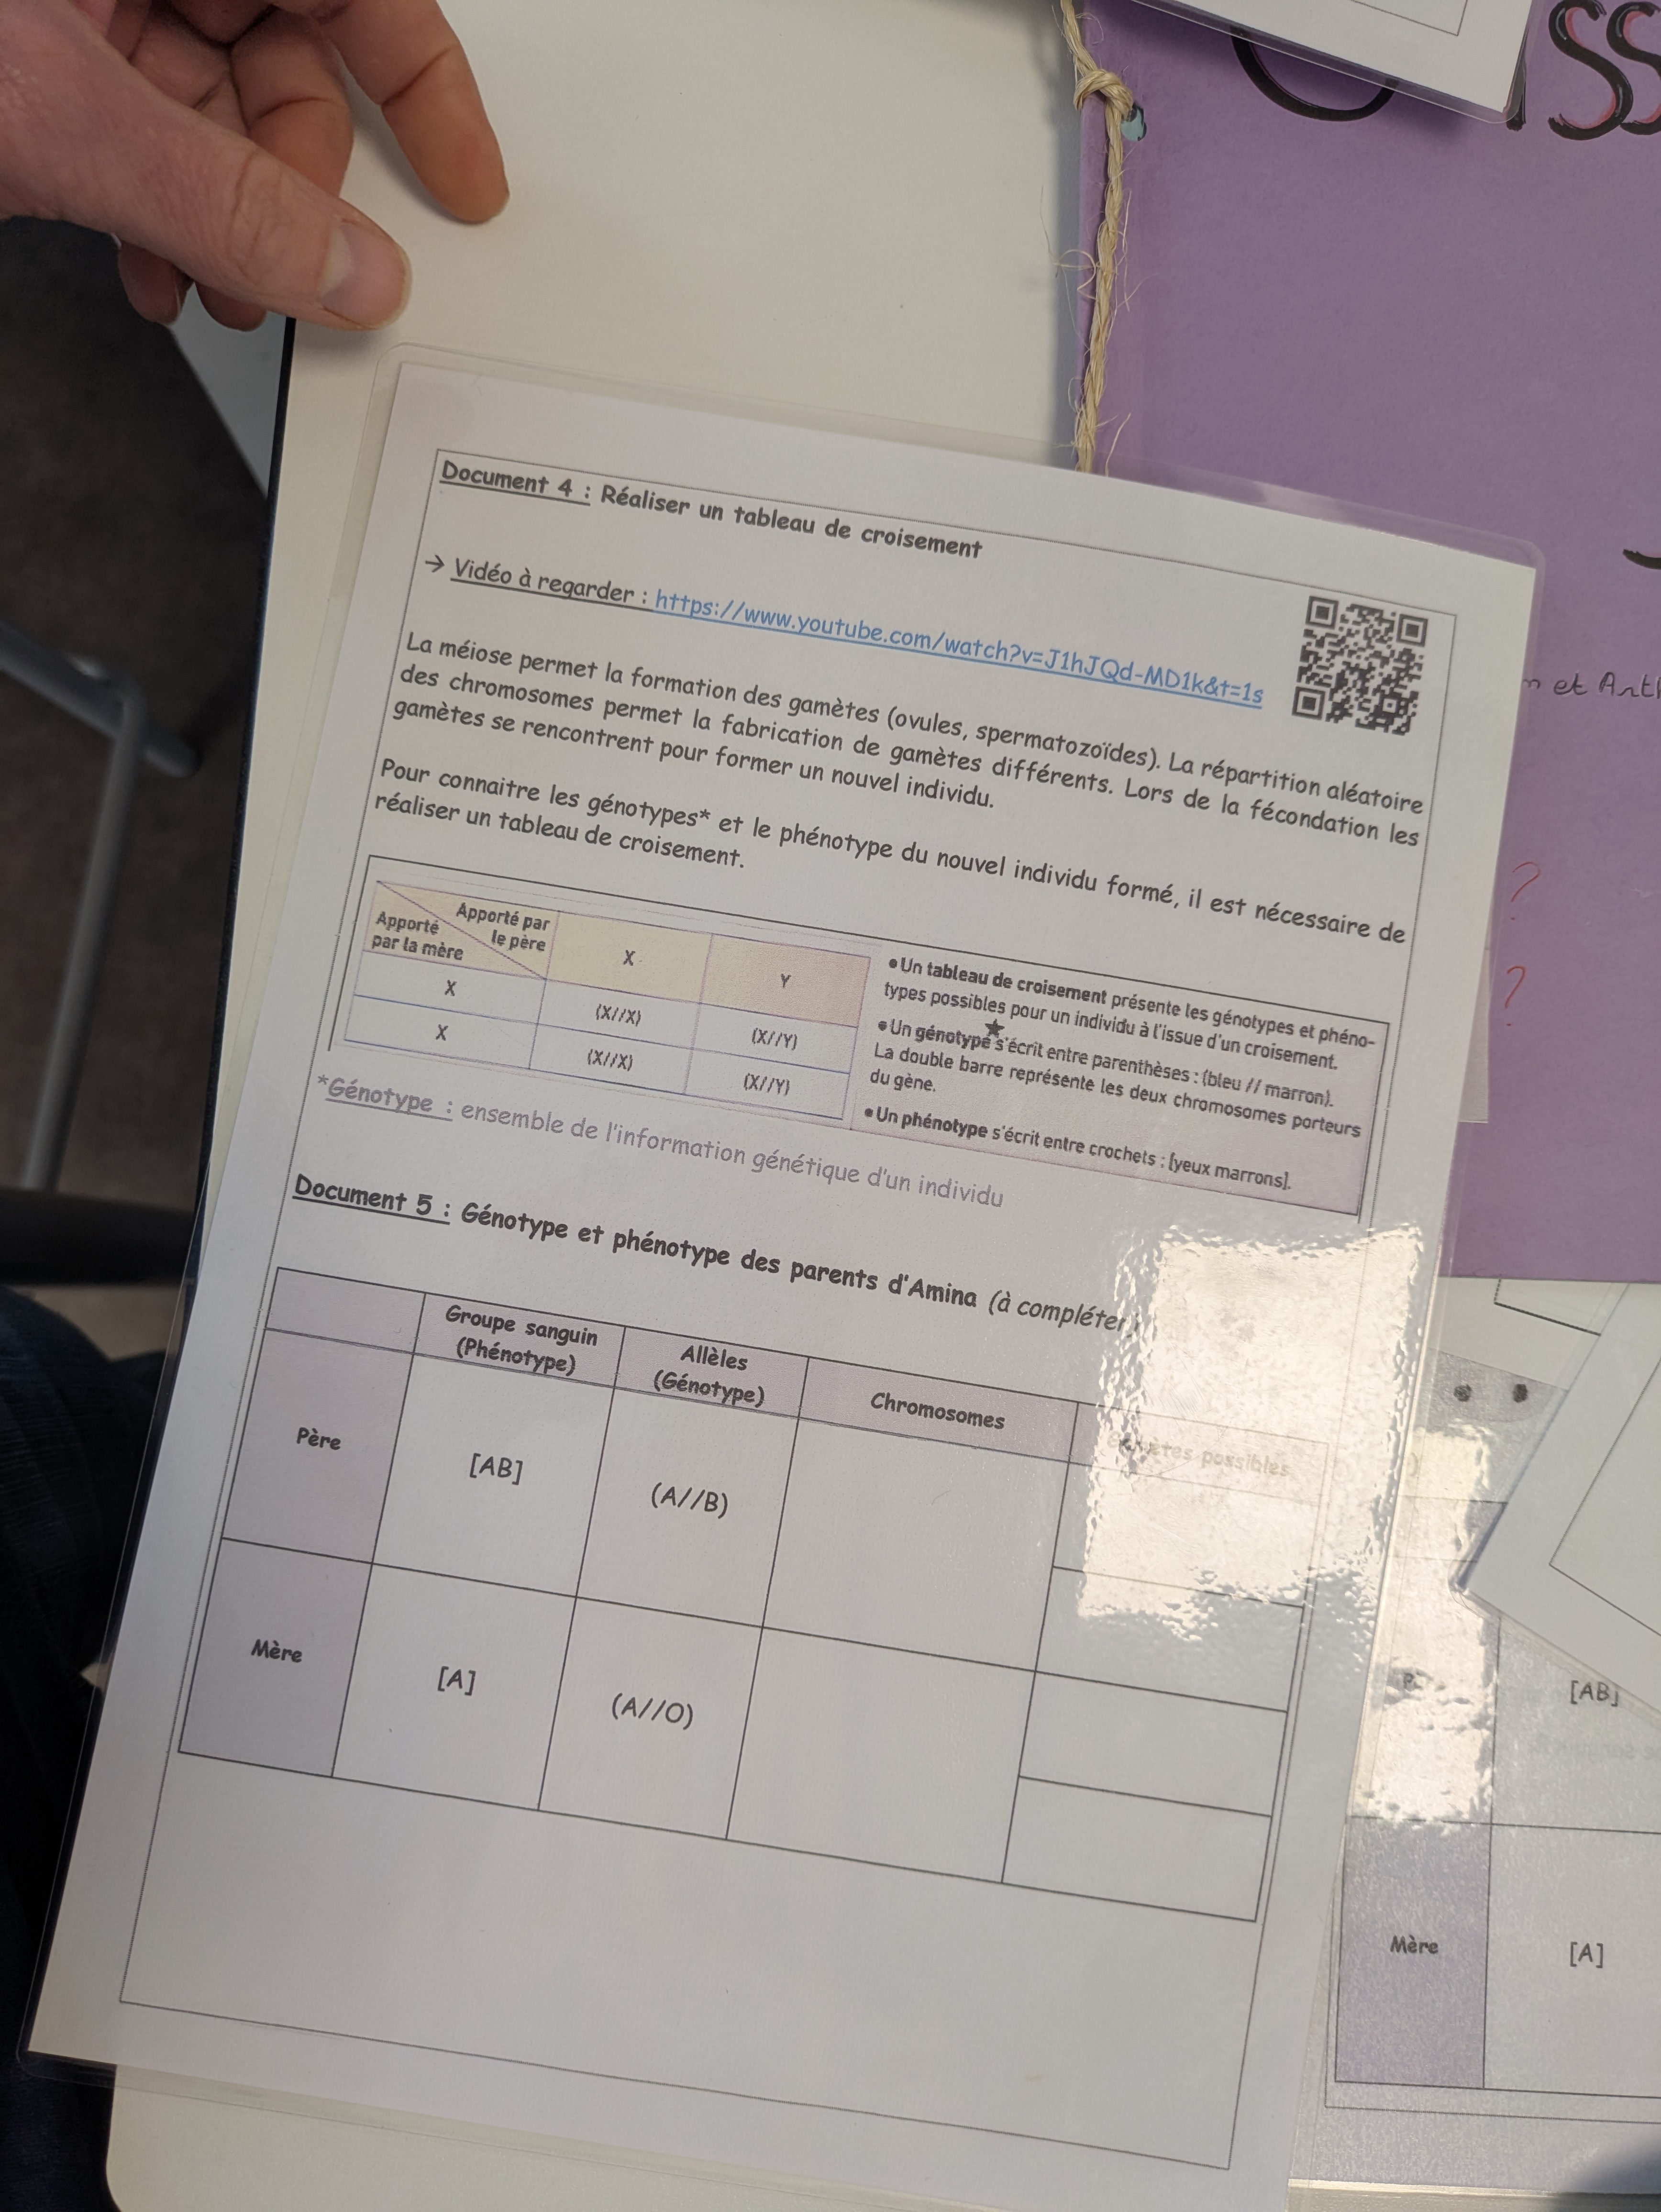 ISS
Document 4 : Réaliser un tableau de croisement
→ Vidéo à regarder : https://www.youtube.com/watch?v=J1hJQd-MD1k&t=1s
La méiose permet la formation des gamètes (ovules, spermatozoïdes). La répartition aléatoire
des chromosomes permet la fabrication de gamètes différents. Lors de la fécondation les
gamètes se rencontrent pour former un nouvel individu.
Pour connaitre les génotypes* et le phénotype du nouvel individu formé, il est nécessaire de
réaliser un tableau de croisement.
Apporté par
le père
Apporté
par la mère
X
Y
X
(X//X)
(X//Y)
X
(X//X)
(X//Y)
● Un tableau de croisement présente les génotypes et phéno-
types possibles pour un individu à l'issue d'un croisement.
● Un génotype★ s'écrit entre parenthèses : (bleu // marron).
La double barre représente les deux chromosomes porteurs
du gène.
● Un phénotype s'écrit entre crochets : [yeux marrons].
*Génotype : ensemble de l'information génétique d'un individu
Document 5 : Génotype et phénotype des parents d'Amina (à compléter)
Groupe sanguin
(Phénotype)
Allèles
(Génotype)
Chromosomes
possibles
Père
[AB]
(A//B)
Mère
[A]
(A//O)
et
?
?
[AB]
Mère
[A]